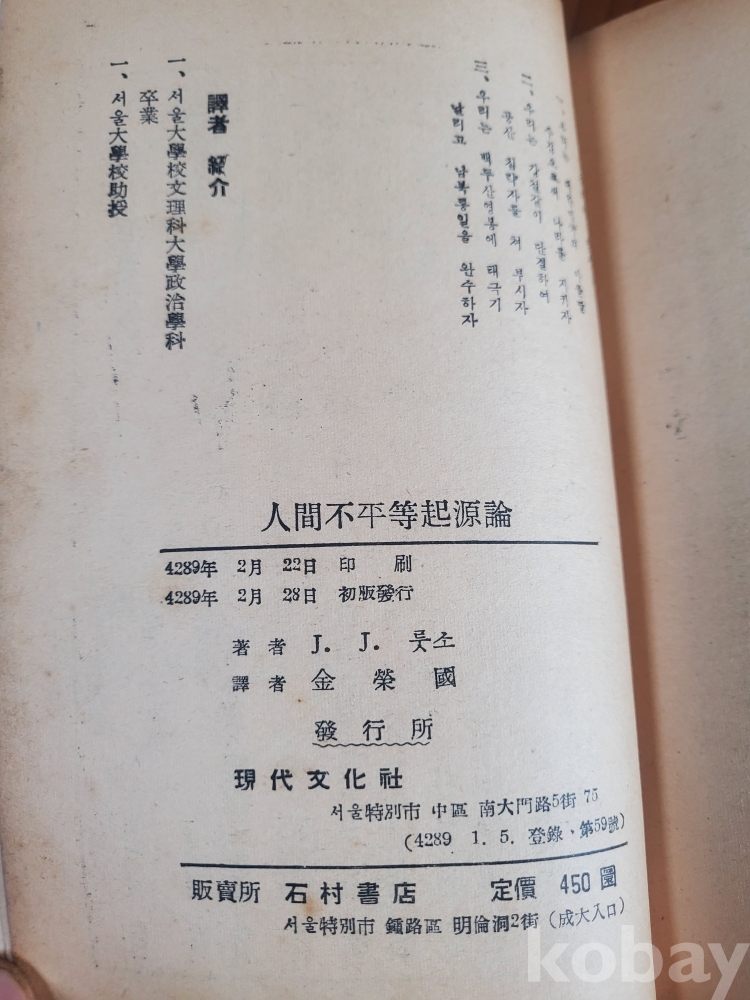 우리는 강철같이 단결하여
공산 침략자를 쳐 부시자
三、우리는 백두산영봉에 태극기
날리고 남북통일을 완수하자
譯者 紹介
一、서울大學校文理科大學政治學科
卒業
一、서울大學校助授
人間不平等起源論
4289年 2月 22日 印 刷
4289年 2月 28日 初版發行
著 者 J. J. 룻소
譯 者 金 榮 國
發 行 所
現代文化社
서울特別市 中區 南大門路5街 75
(4289 1. 5. 登錄、第59號)
販賣所 石村書店 定價 450圜
서울特別市 鍾路區 明倫洞2街 (成大入口)
kobay